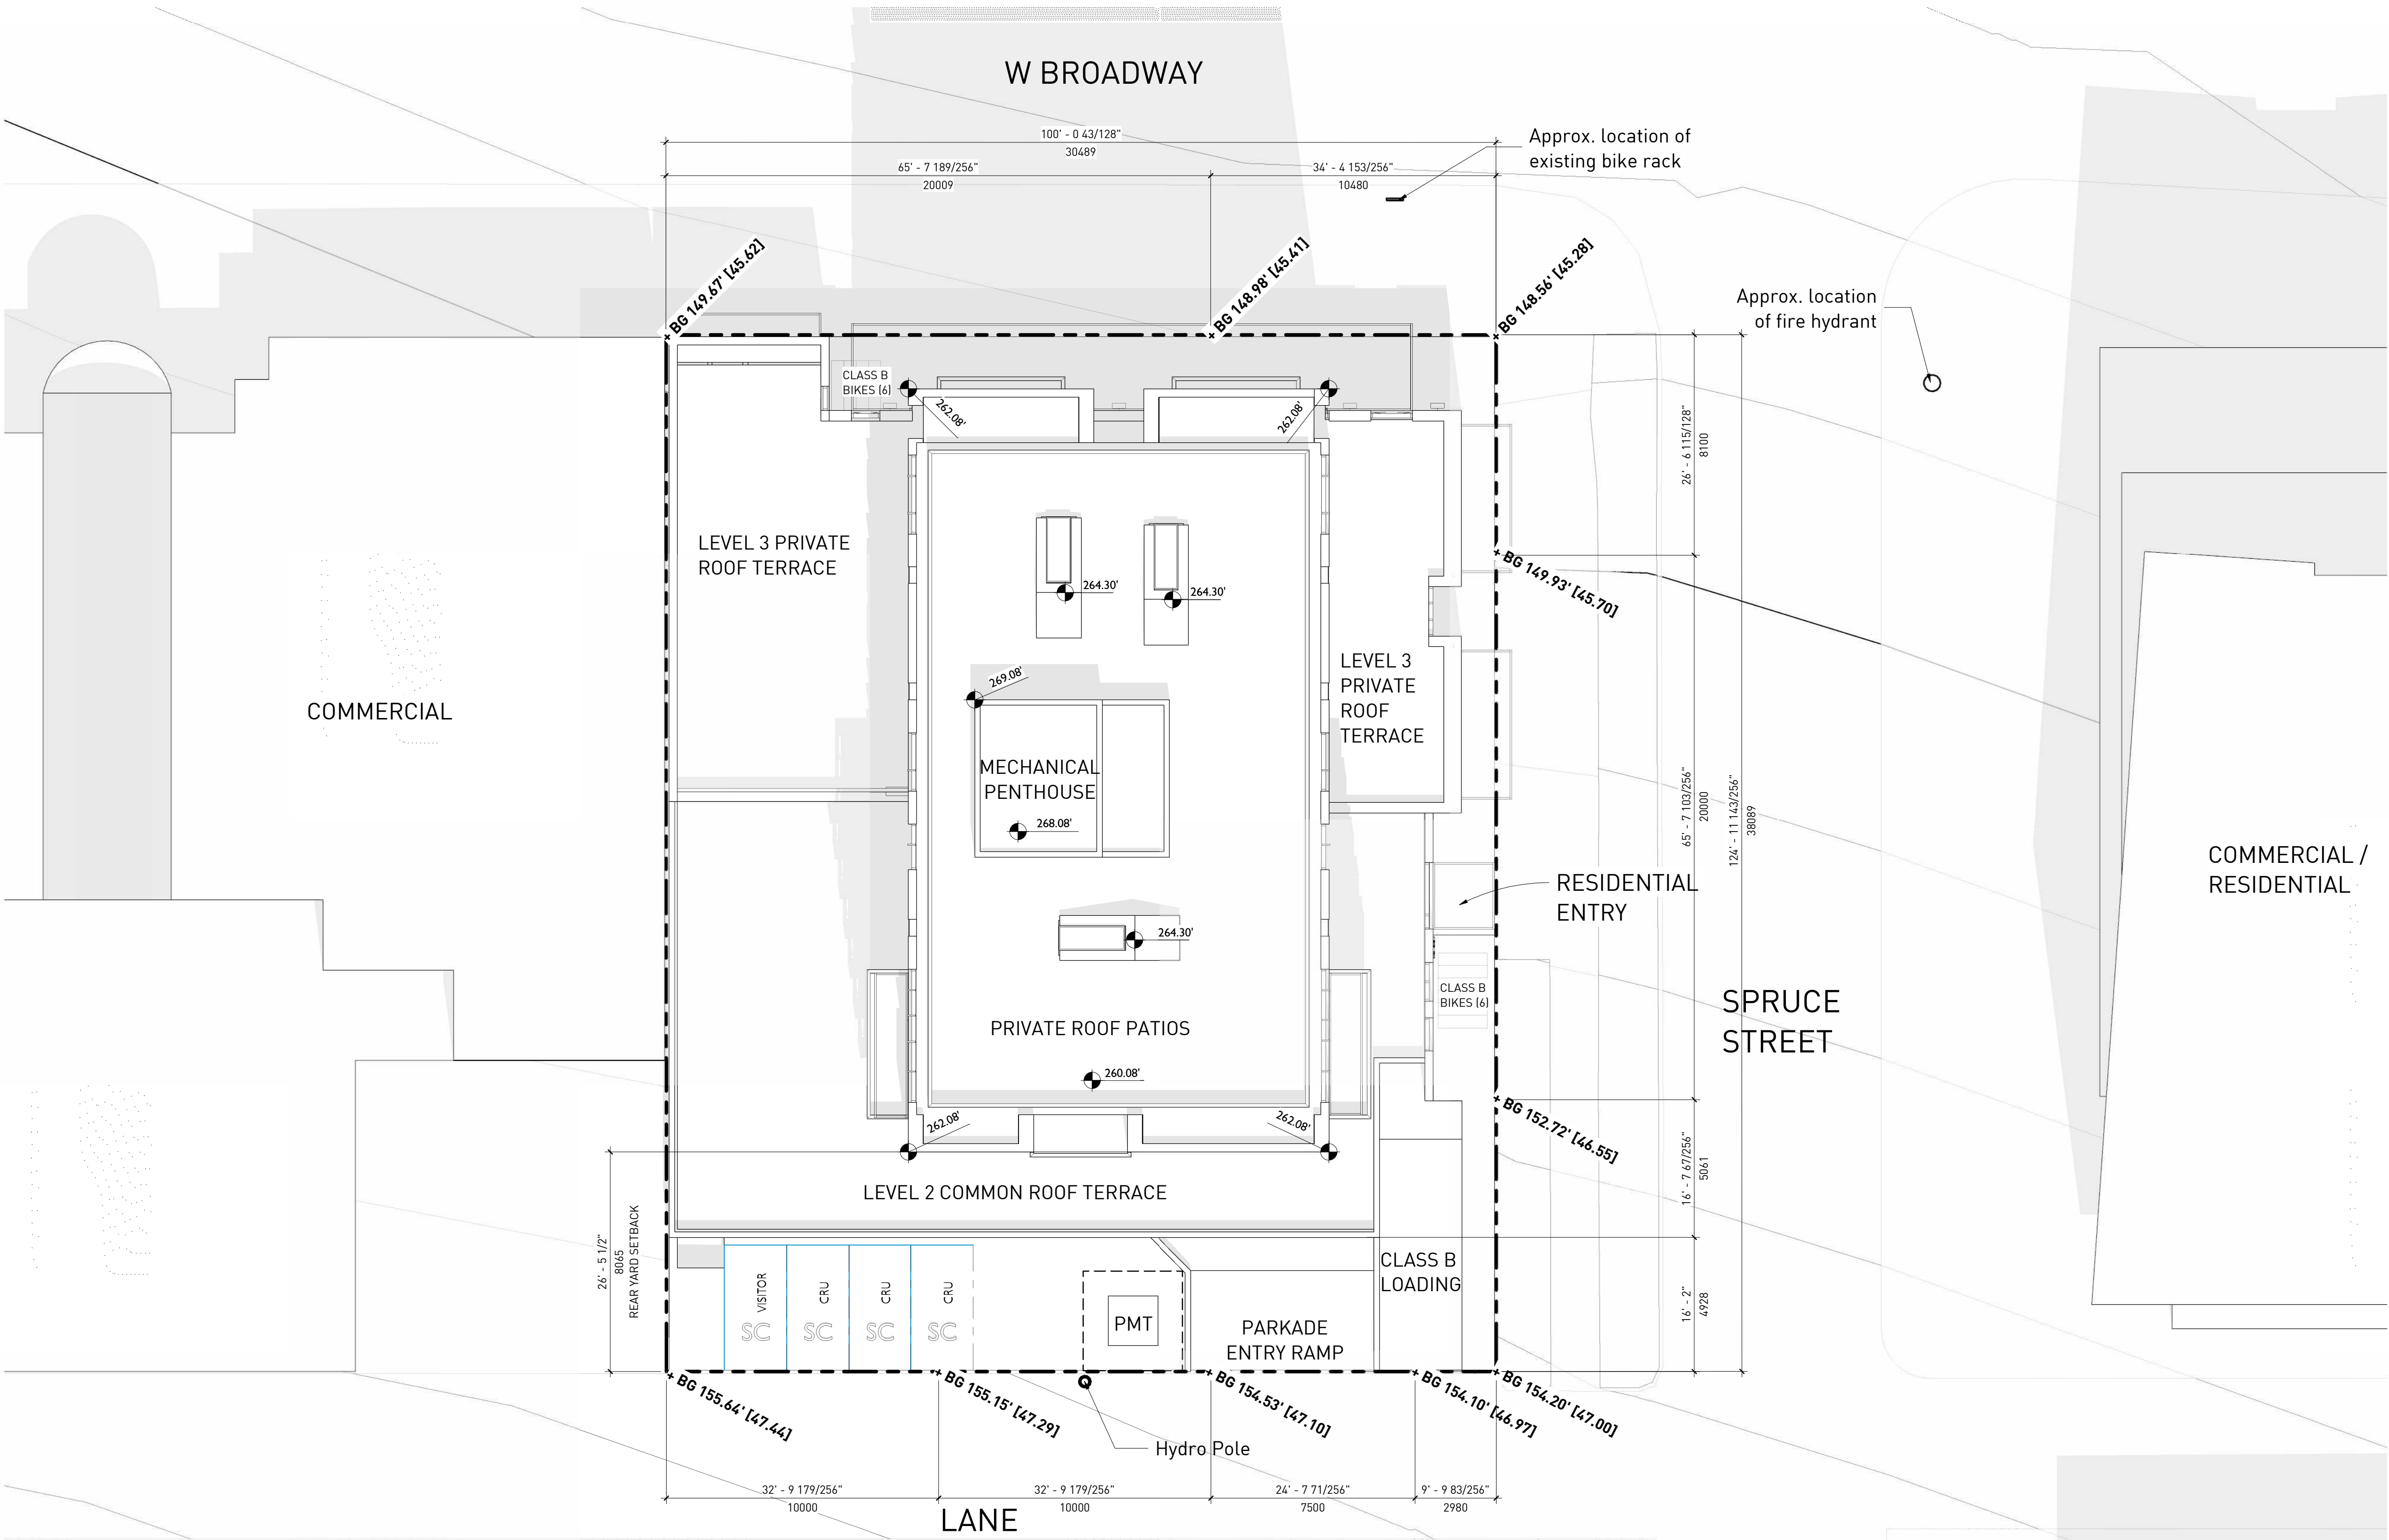 W BROADWAY
100' - 0 43/128"
30489
65' - 7 189/256"
20009
34' - 4 153/256"
10480
Approx. location of
existing bike rack
BG 149.67' [45.62]
BG 148.98' [45.41]
BG 148.56' [45.28]
Approx. location
of fire hydrant
CLASS B
BIKES (6)
262.08'
262.08'
26' - 6 115/128"
8100
LEVEL 3 PRIVATE
ROOF TERRACE
264.30'
264.30'
BG 149.93' [45.70]
LEVEL 3
PRIVATE
ROOF
TERRACE
269.08'
COMMERCIAL
MECHANICAL
PENTHOUSE
268.08'
65' - 7 103/256"
20000
124' - 11 143/256"
38089
COMMERCIAL /
RESIDENTIAL
RESIDENTIAL
ENTRY
264.30'
CLASS B
BIKES (6)
SPRUCE
STREET
PRIVATE ROOF PATIOS
260.08'
262.08'
262.08'
BG 152.72' [46.55]
16' - 7 67/256"
5061
LEVEL 2 COMMON ROOF TERRACE
26' - 5 1/2"
8065
REAR YARD SETBACK
VISITOR
CRU
CRU
CRU
SC
SC
SC
SC
PMT
PARKADE
ENTRY RAMP
CLASS B
LOADING
16' - 2"
4928
BG 155.64' [47.44]
BG 155.15' [47.29]
BG 154.53' [47.10]
BG 154.10' [46.97]
BG 154.20' [47.00]
Hydro Pole
32' - 9 179/256"
10000
32' - 9 179/256"
10000
24' - 7 71/256"
7500
9' - 9 83/256"
2980
LANE